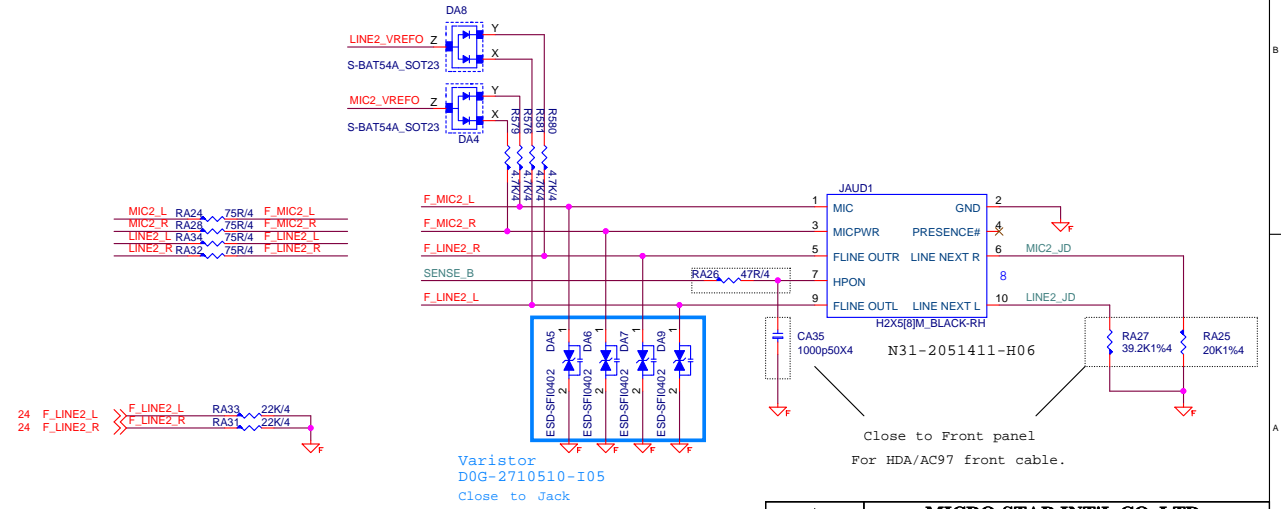 DA8
LINE2_VREFO Z Y
X
S-BAT54A_SOT23
B
MIC2_VREFO Z Y
X
S-BAT54A_SOT23 DA4
R579 R576 R581 R580
4.7K/4 4.7K/4 4.7K/4 4.7K/4
MIC2_L RA24 75R/4 F_MIC2_L
MIC2_R RA28 75R/4 F_MIC2_R
LINE2_L RA34 75R/4 F_LINE2_L
LINE2_R RA32 75R/4 F_LINE2_R
JAUD1
F_MIC2_L 1 MIC GND 2
F
F_MIC2_R 3 MICPWR PRESENCE# 4
F_LINE2_R 5 FLINE OUTR LINE NEXT R 6 MIC2_JD
SENSE_B RA26 47R/4 7 HPON 8
F_LINE2_L 9 FLINE OUTL LINE NEXT L 10 LINE2_JD
H2X5[8]M_BLACK-RH
N31-2051411-H06
DA5 1 DA6 1 DA7 1 DA9 1
ESD-SFI0402 2 ESD-SFI0402 2 ESD-SFI0402 2 ESD-SFI0402 2
F F F F
CA35
1000p50X4
F
RA27
39.2K1%4
RA25
20K1%4
F
24 F_LINE2_L F_LINE2_L RA33 22K/4
24 F_LINE2_R F_LINE2_R RA31 22K/4
F
Close to Front panel
For HDA/AC97 front cable.
A
Varistor
D0G-2710510-I05
Close to Jack
MICRO-STAR INT'L CO.,LTD